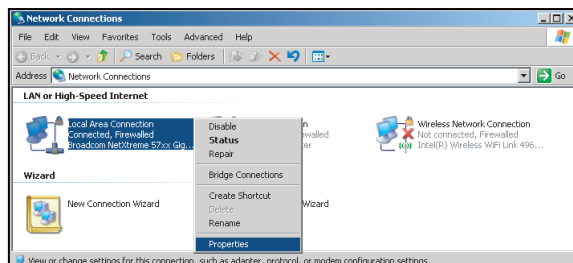 Network Connections
File Edit View Favorites Tools Advanced Help
Back Search Folders
Address Network Connections Go
LAN or High-Speed Internet
Local Area Connection
Connected, Firewalled
Broadcom NetXtreme 57xx Gig...
Disable
Status
Repair
Bridge Connections
Create Shortcut
Delete
Rename
Properties
n
ewalled
ter
Wireless Network Connection
Not connected, Firewalled
Intel(R) Wireless WiFi Link 496...
Wizard
New Connection Wizard
Wizard
View or change settings for this connection, such as adapter, protocol, or modem configuration settings.